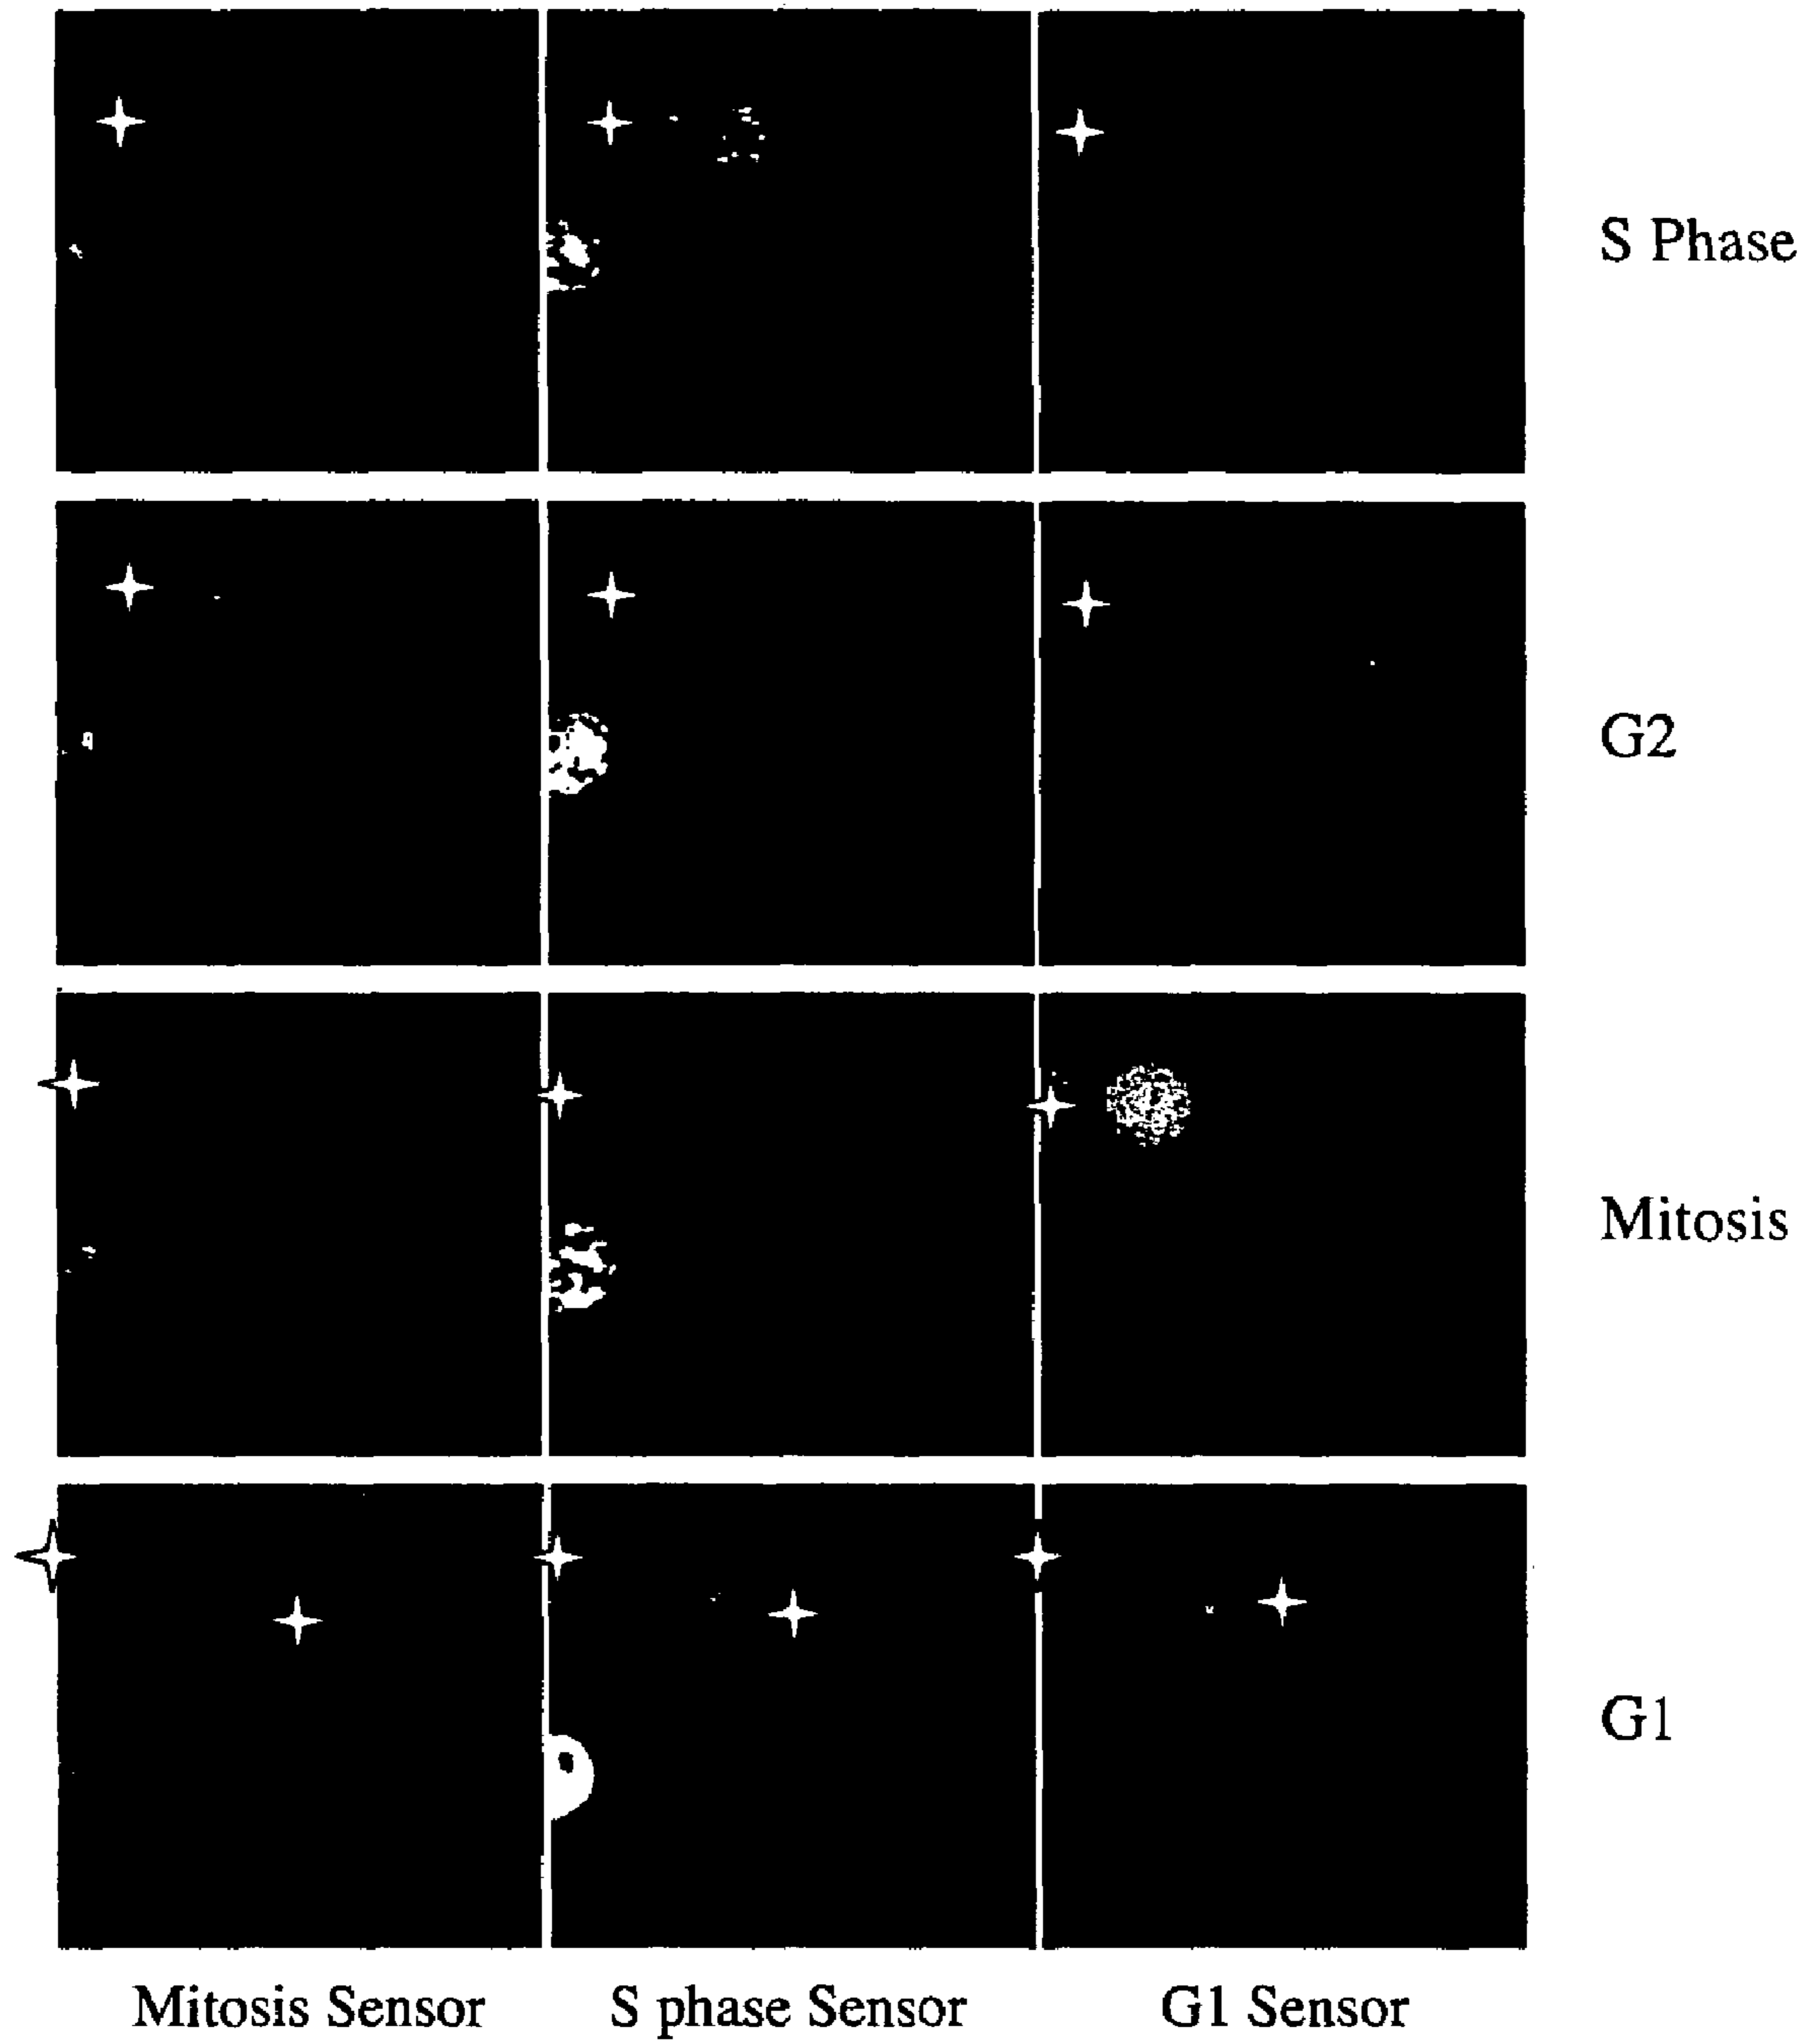 S Phase
G2
Mitosis
G1
Mitosis Sensor
S phase Sensor
G1 Sensor